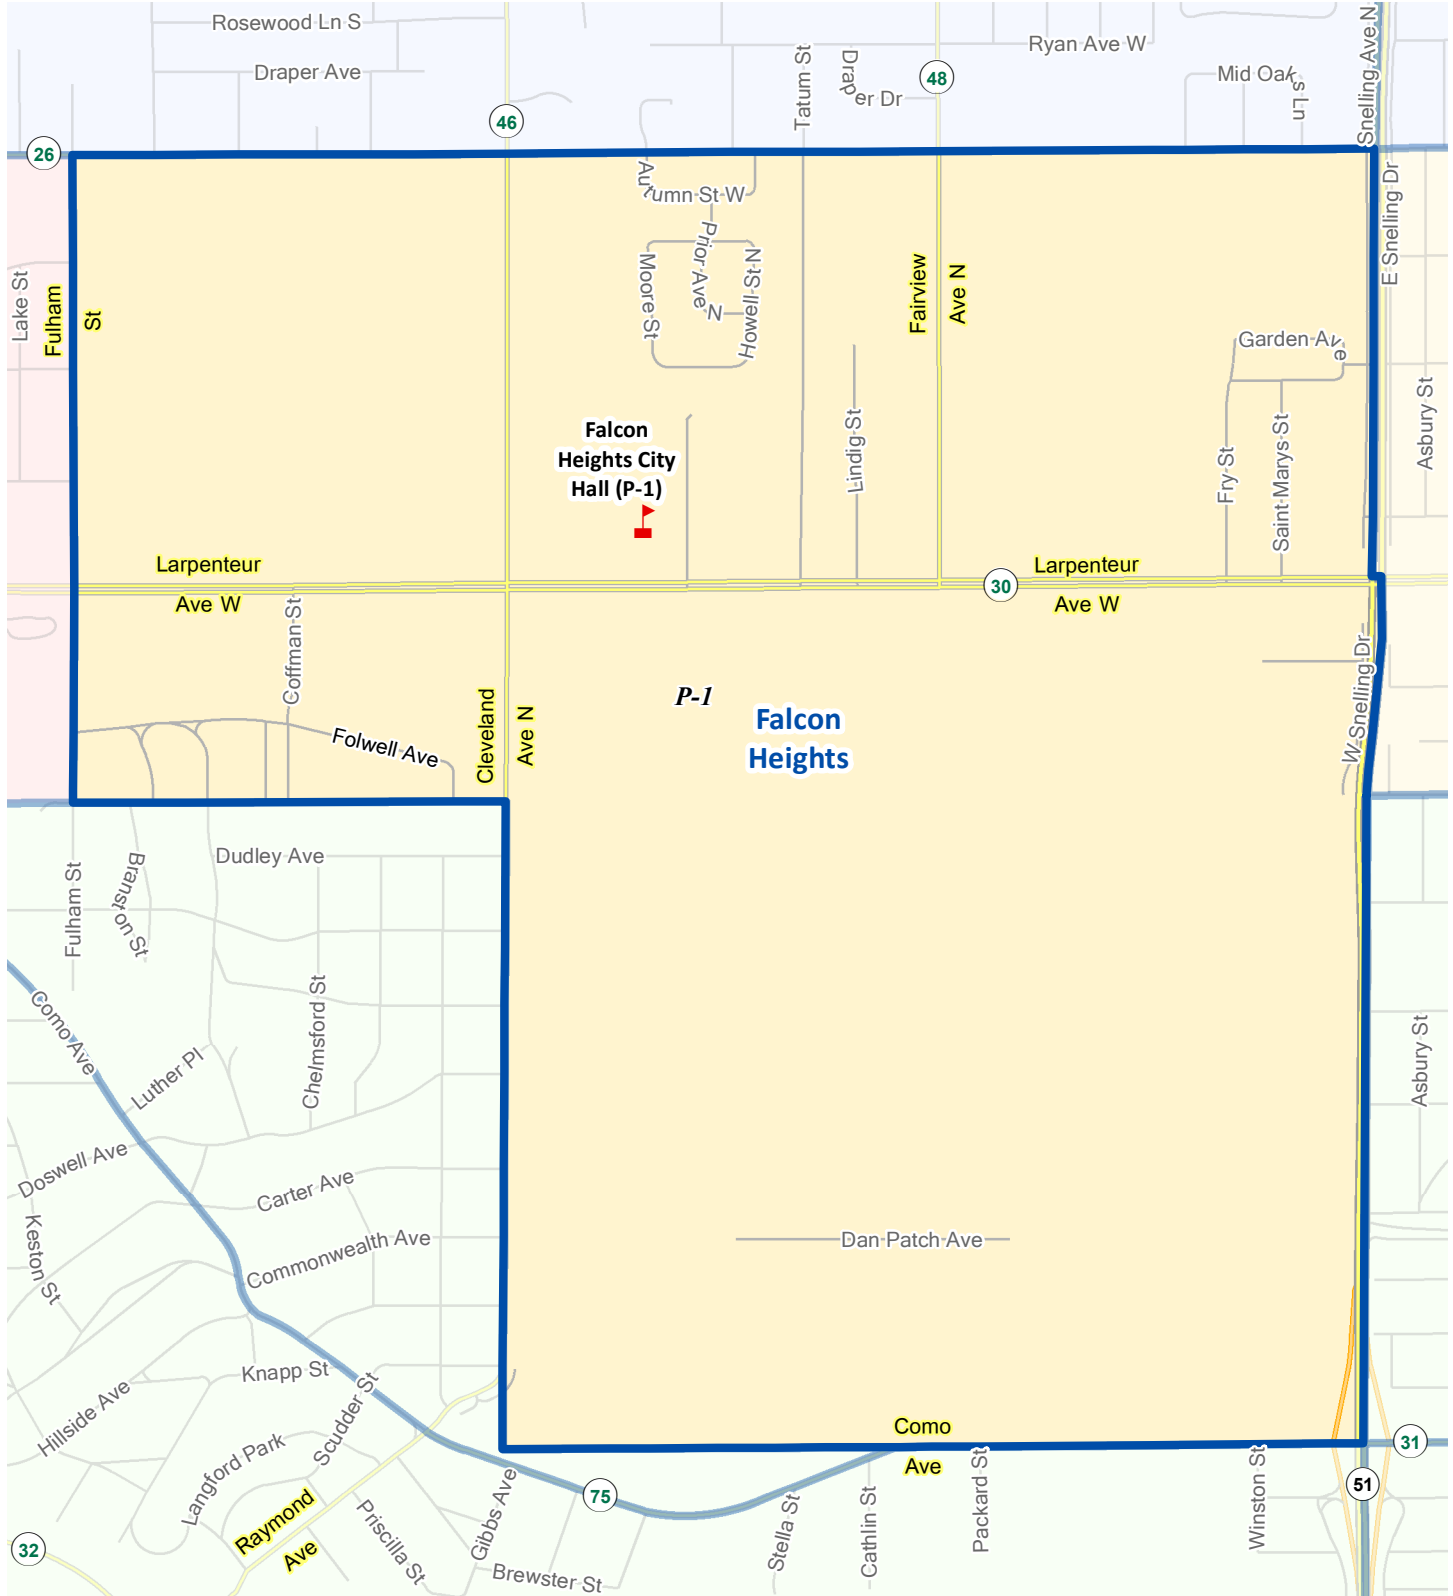 Rosewood Ln S
Draper Ave
Ryan Ave W
Mid Oaks Ln
Snelling Ave N
Tatum St
Draper Dr
48
46
26
E Snelling Dr
Autumn St W
Prior Ave N
Moore St
Howell St N
Lake St
Fulham
St
Fairview
Ave N
Garden Ave
Asbury St
Lindig St
Fry St
Saint Marys St
Falcon
Heights City
Hall (P-1)
Larpenteur
Ave W
30
Larpenteur
Ave W
Coffman St
W Snelling Dr
P-1
Falcon
Heights
Folwell Ave
Cleveland
Ave N
Dudley Ave
Fulham St
Branston St
Como Ave
Luther Pl
Chelmsford St
Asbury St
Doswell Ave
Carter Ave
Keston St
Commonwealth Ave
Dan Patch Ave
Knapp St
Hillside Ave
Scudder St
Langford Park
Como
Ave
31
51
75
Raymond
Ave
Priscilla St
Gibbs Ave
Brewster St
Stella St
Cathlin St
Packard St
Winston St
32